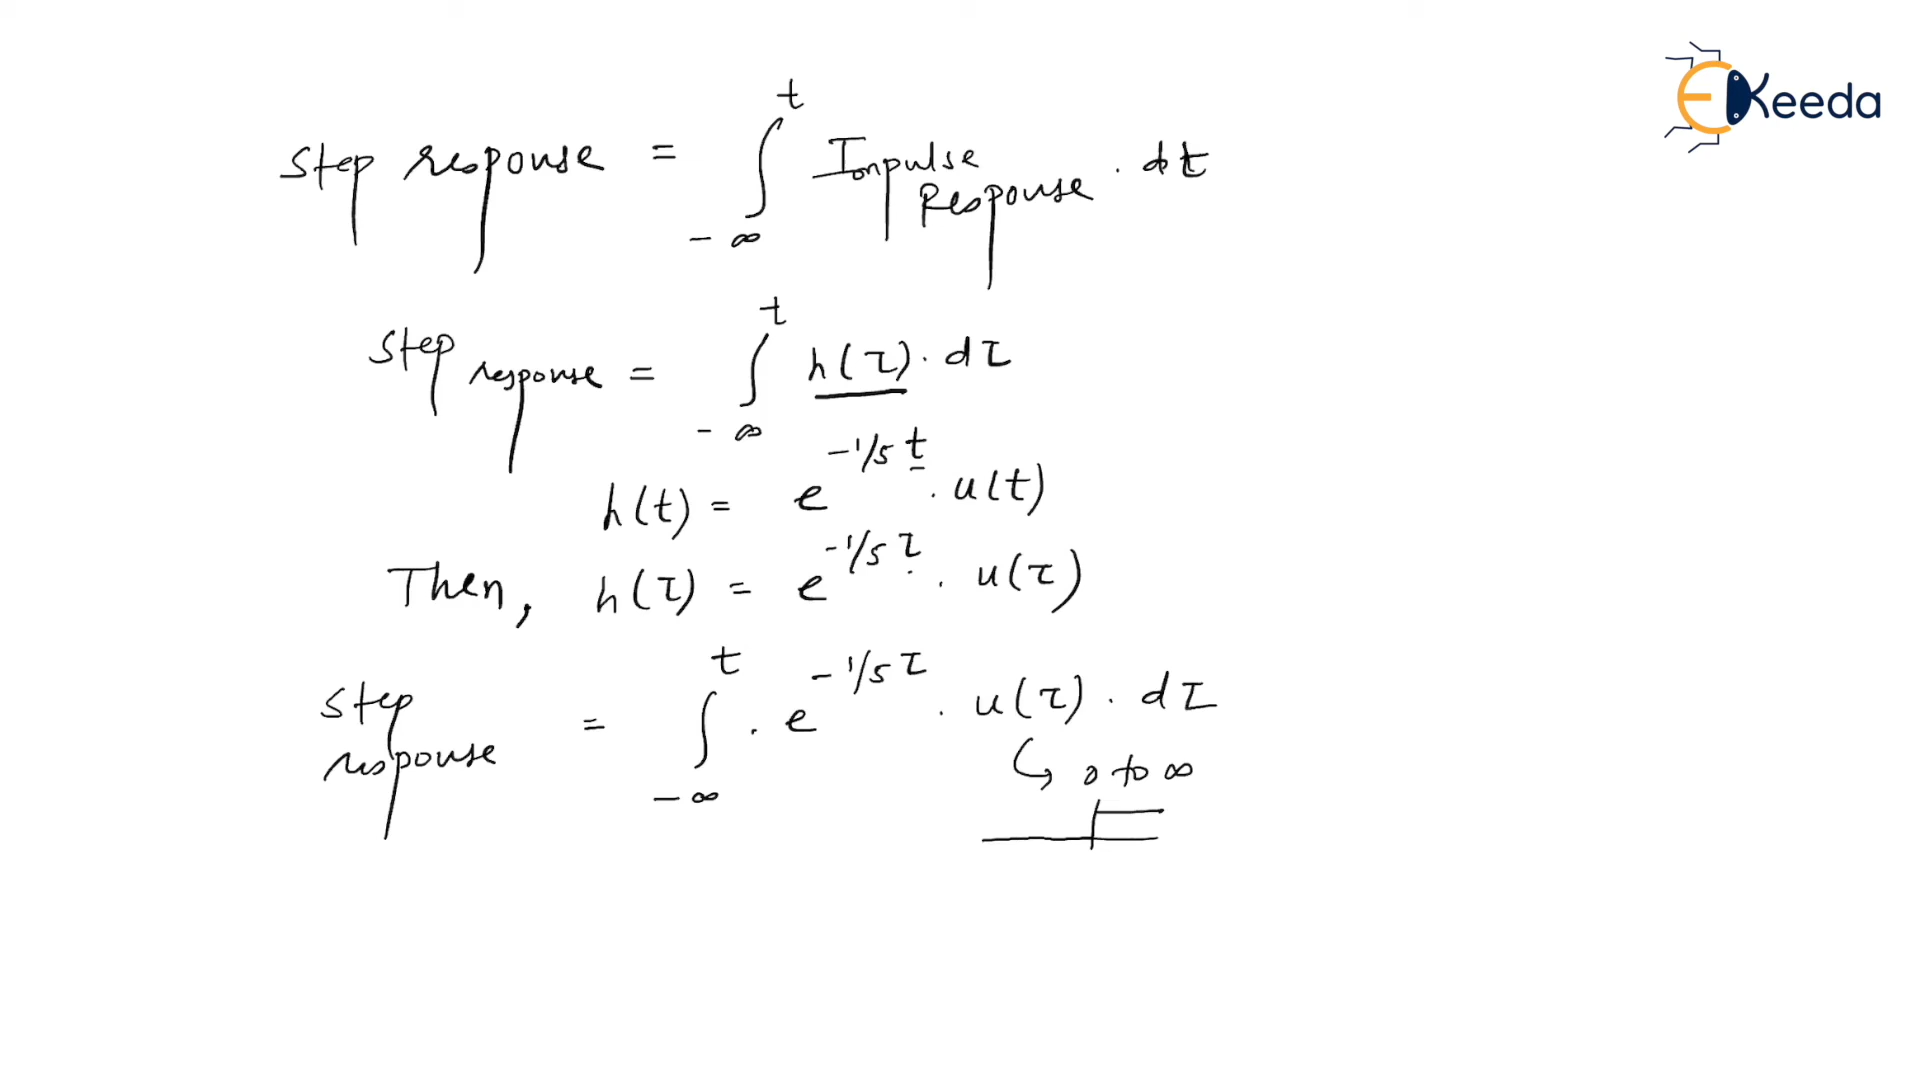 EKeeda
step response = ∫_{-∞}^{t} Impulse Response . dt
step response = ∫_{-∞}^{t} h(τ) . dτ
h(t) = e^{-1/5 t} . u(t)
Then, h(τ) = e^{-1/5 τ} . u(τ)
step response = ∫_{-∞}^{t} . e^{-1/5 τ} . u(τ) . dτ
↳ 0 to ∞